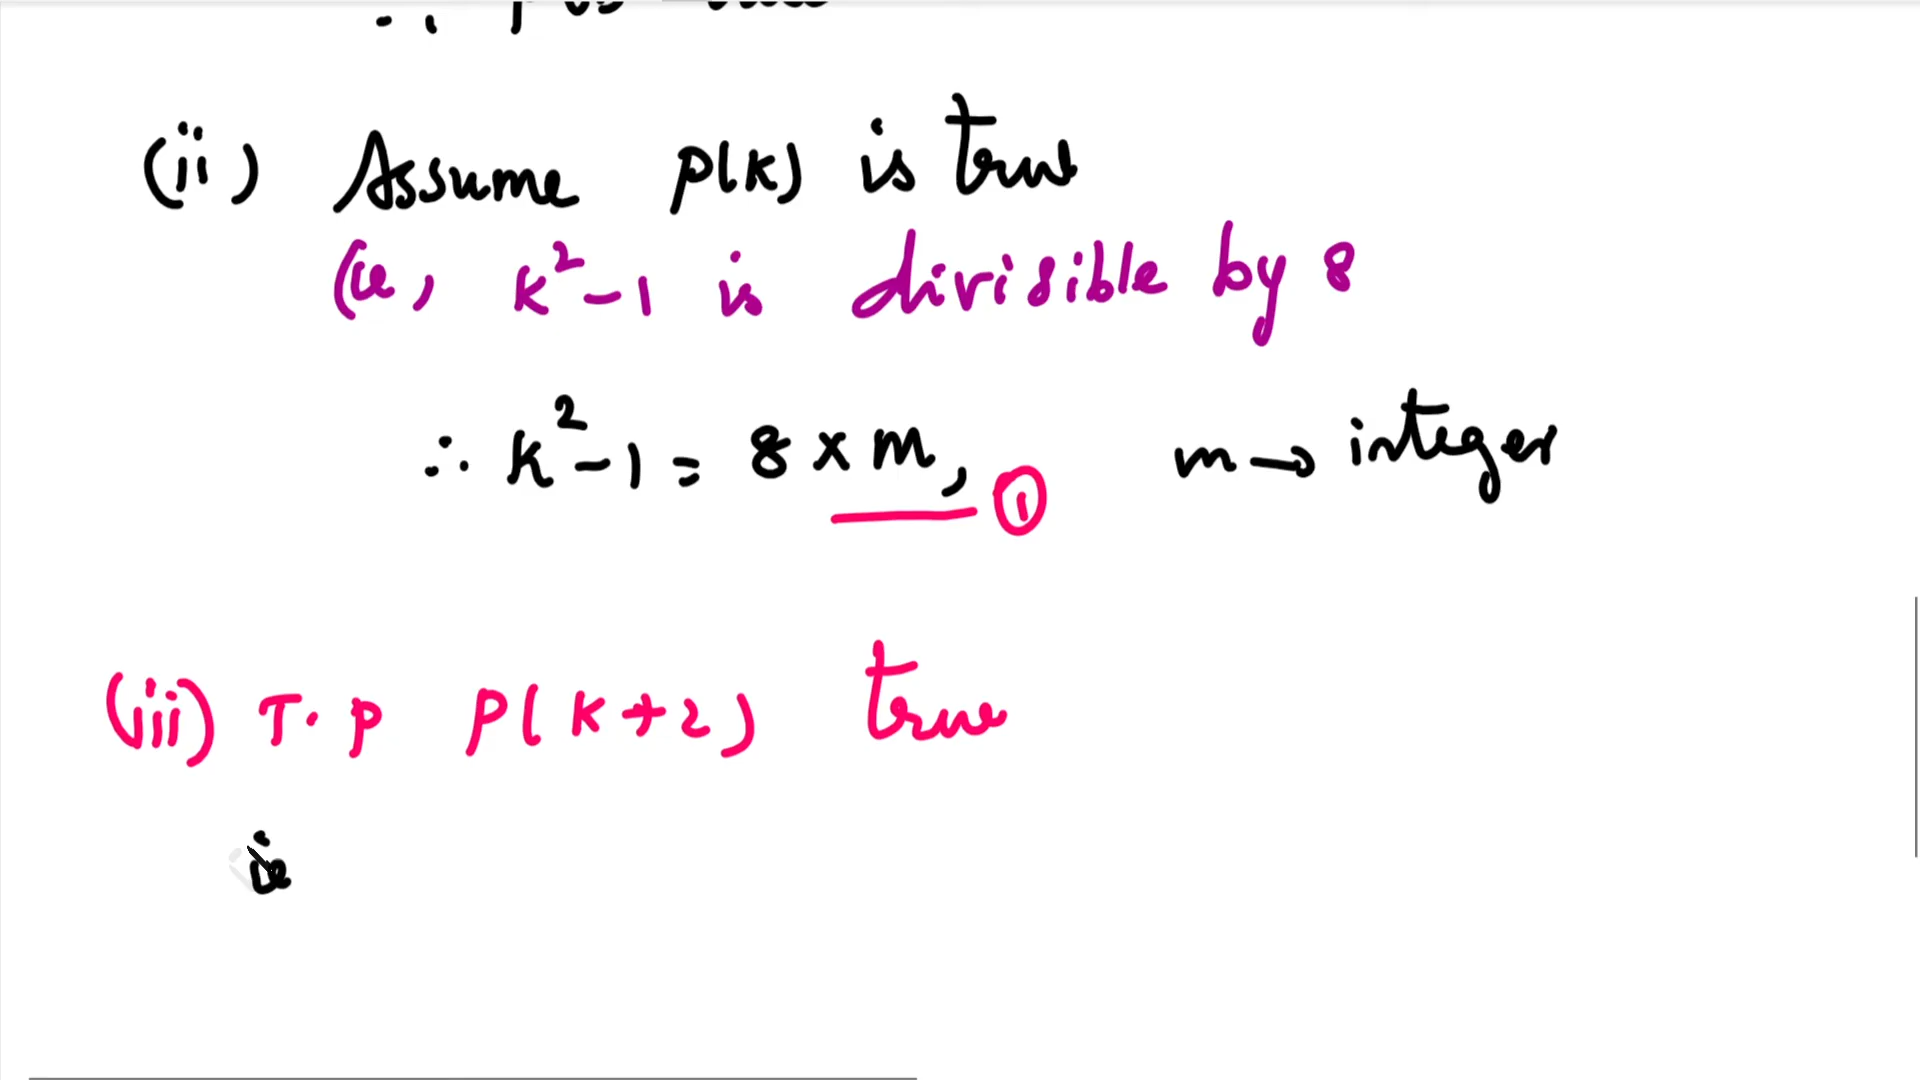 (ii) Assume P(k) is true
(ie, k²-1 is divisible by 8
∴ k²-1 = 8 × m, ① m → integer
(iii) T.P P(k+2) true
ie